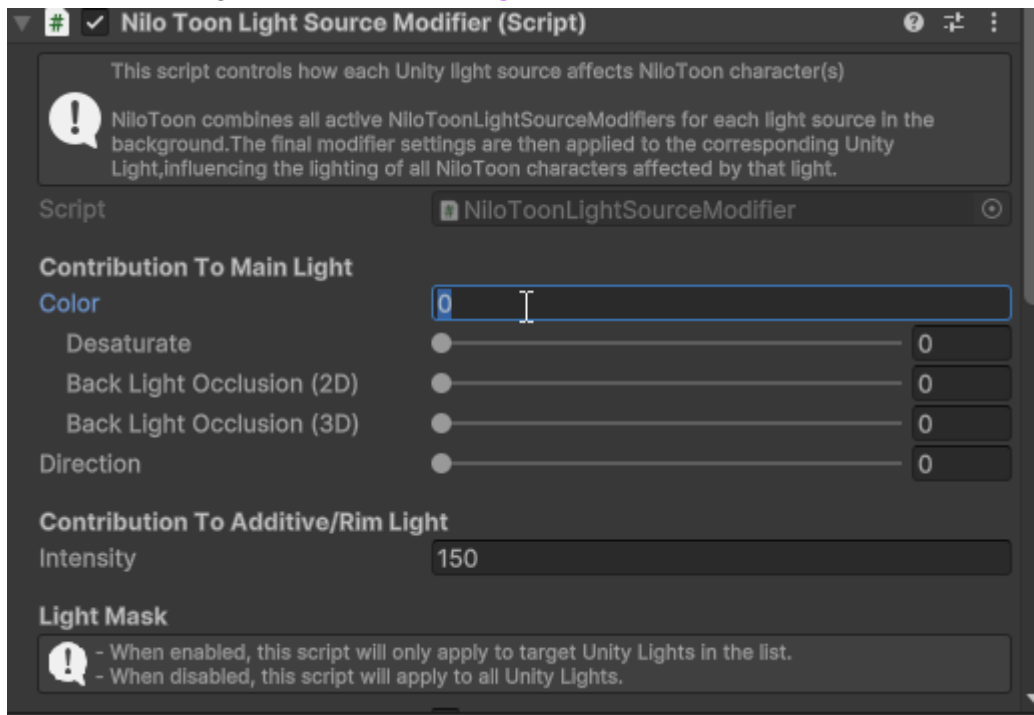 # Nilo Toon Light Source Modifier (Script)
This script controls how each Unity light source affects NiloToon character(s)
NiloToon combines all active NiloToonLightSourceModifiers for each light source in the
background.The final modifier settings are then applied to the corresponding Unity
Light,influencing the lighting of all NiloToon characters affected by that light.
Script # NiloToonLightSourceModifier
Contribution To Main Light
Color 0
Desaturate 0
Back Light Occlusion (2D) 0
Back Light Occlusion (3D) 0
Direction 0
Contribution To Additive/Rim Light
Intensity 150
Light Mask
- When enabled, this script will only apply to target Unity Lights in the list.
- When disabled, this script will apply to all Unity Lights.